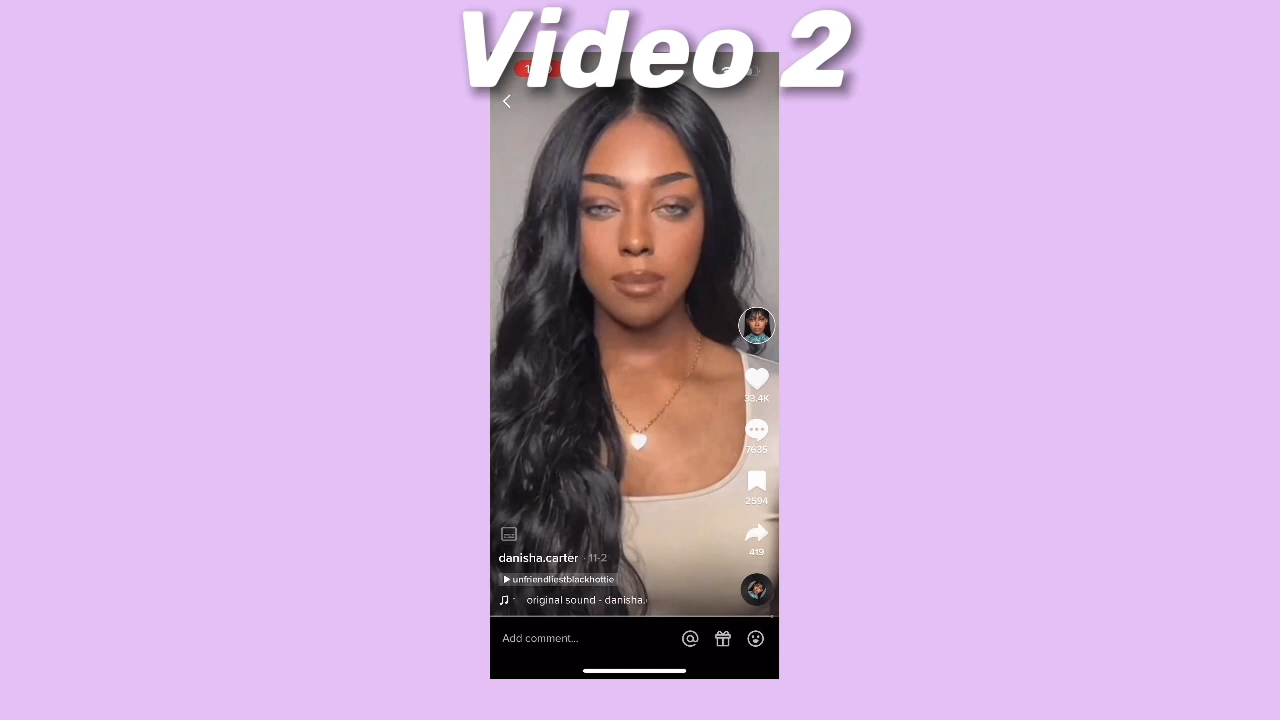 Video 2
33.4K
7635
2594
419
danisha.carter · 11-2
unfriendliestblackhottie
original sound - danisha.
Add comment...